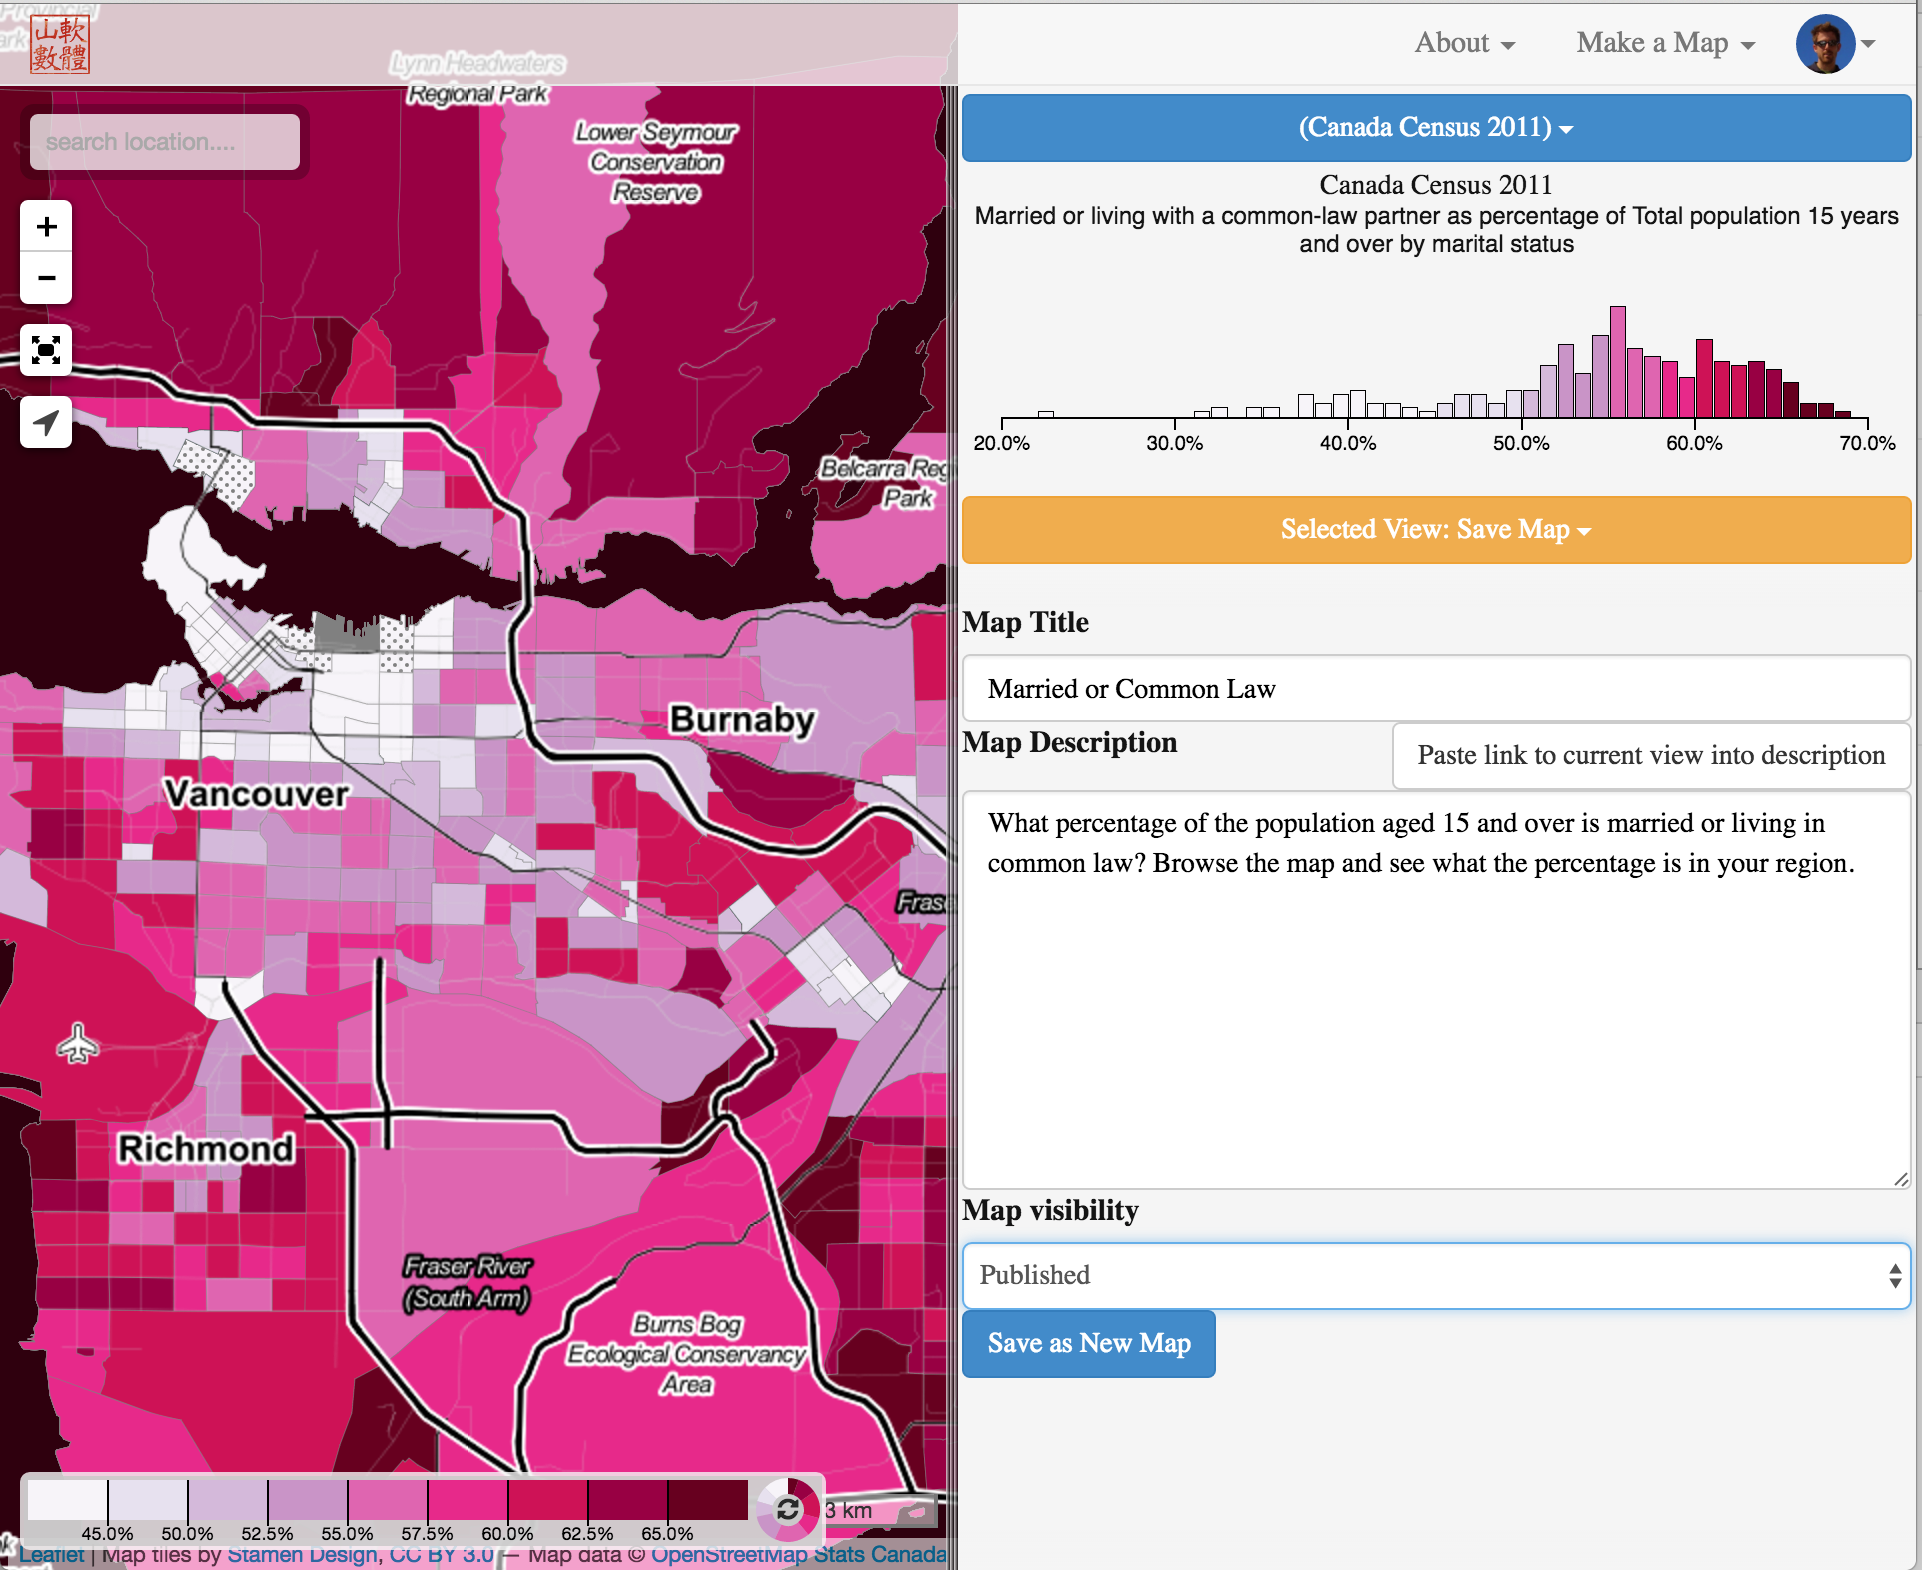 Provincial
Park
山軟
數體
Lynn Headwaters
Regional Park
search location....
Lower Seymour
Conservation
Reserve
+
−
Belcarra Reg
Park
Burnaby
Vancouver
Frase
Richmond
Fraser River
(South Arm)
Burns Bog
Ecological Conservancy
Area
45.0% 50.0% 52.5% 55.0% 57.5% 60.0% 62.5% 65.0%
3 km
Leaflet | Map tiles by Stamen Design, CC BY 3.0 — Map data © OpenStreetMap Stats Canada
About
Make a Map
(Canada Census 2011)
Canada Census 2011
Married or living with a common-law partner as percentage of Total population 15 years
and over by marital status
20.0% 30.0% 40.0% 50.0% 60.0% 70.0%
Selected View: Save Map
Map Title
Married or Common Law
Map Description
Paste link to current view into description
What percentage of the population aged 15 and over is married or living in
common law? Browse the map and see what the percentage is in your region.
Map visibility
Published
Save as New Map